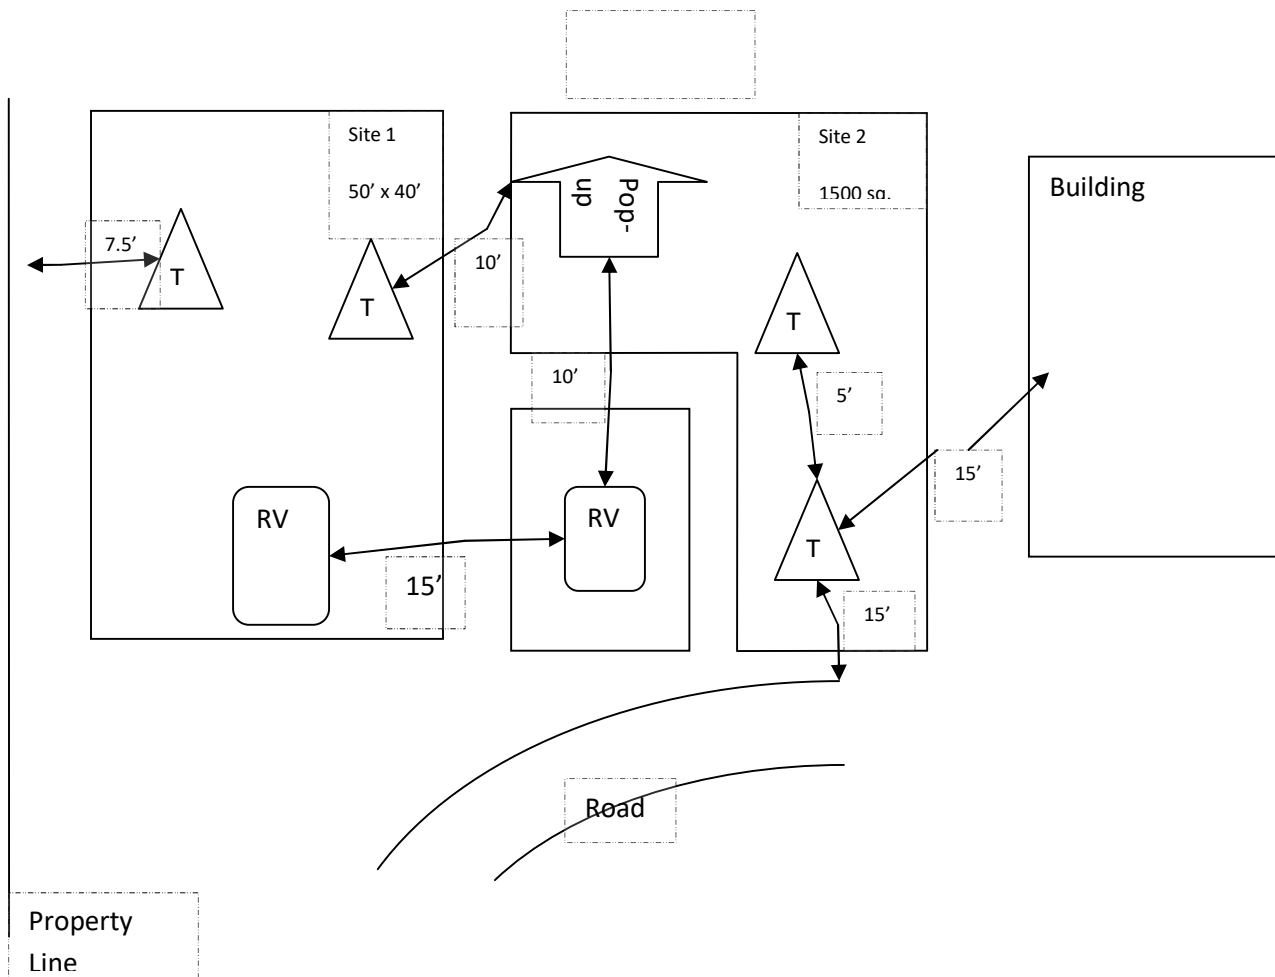 Site 1
50’ x 40’
Site 2
1500 sq.
Pop-
up
Building
7.5’
T
T
10’
T
10’
5’
15’
RV
RV
T
15’
15’
Road
Property
Line